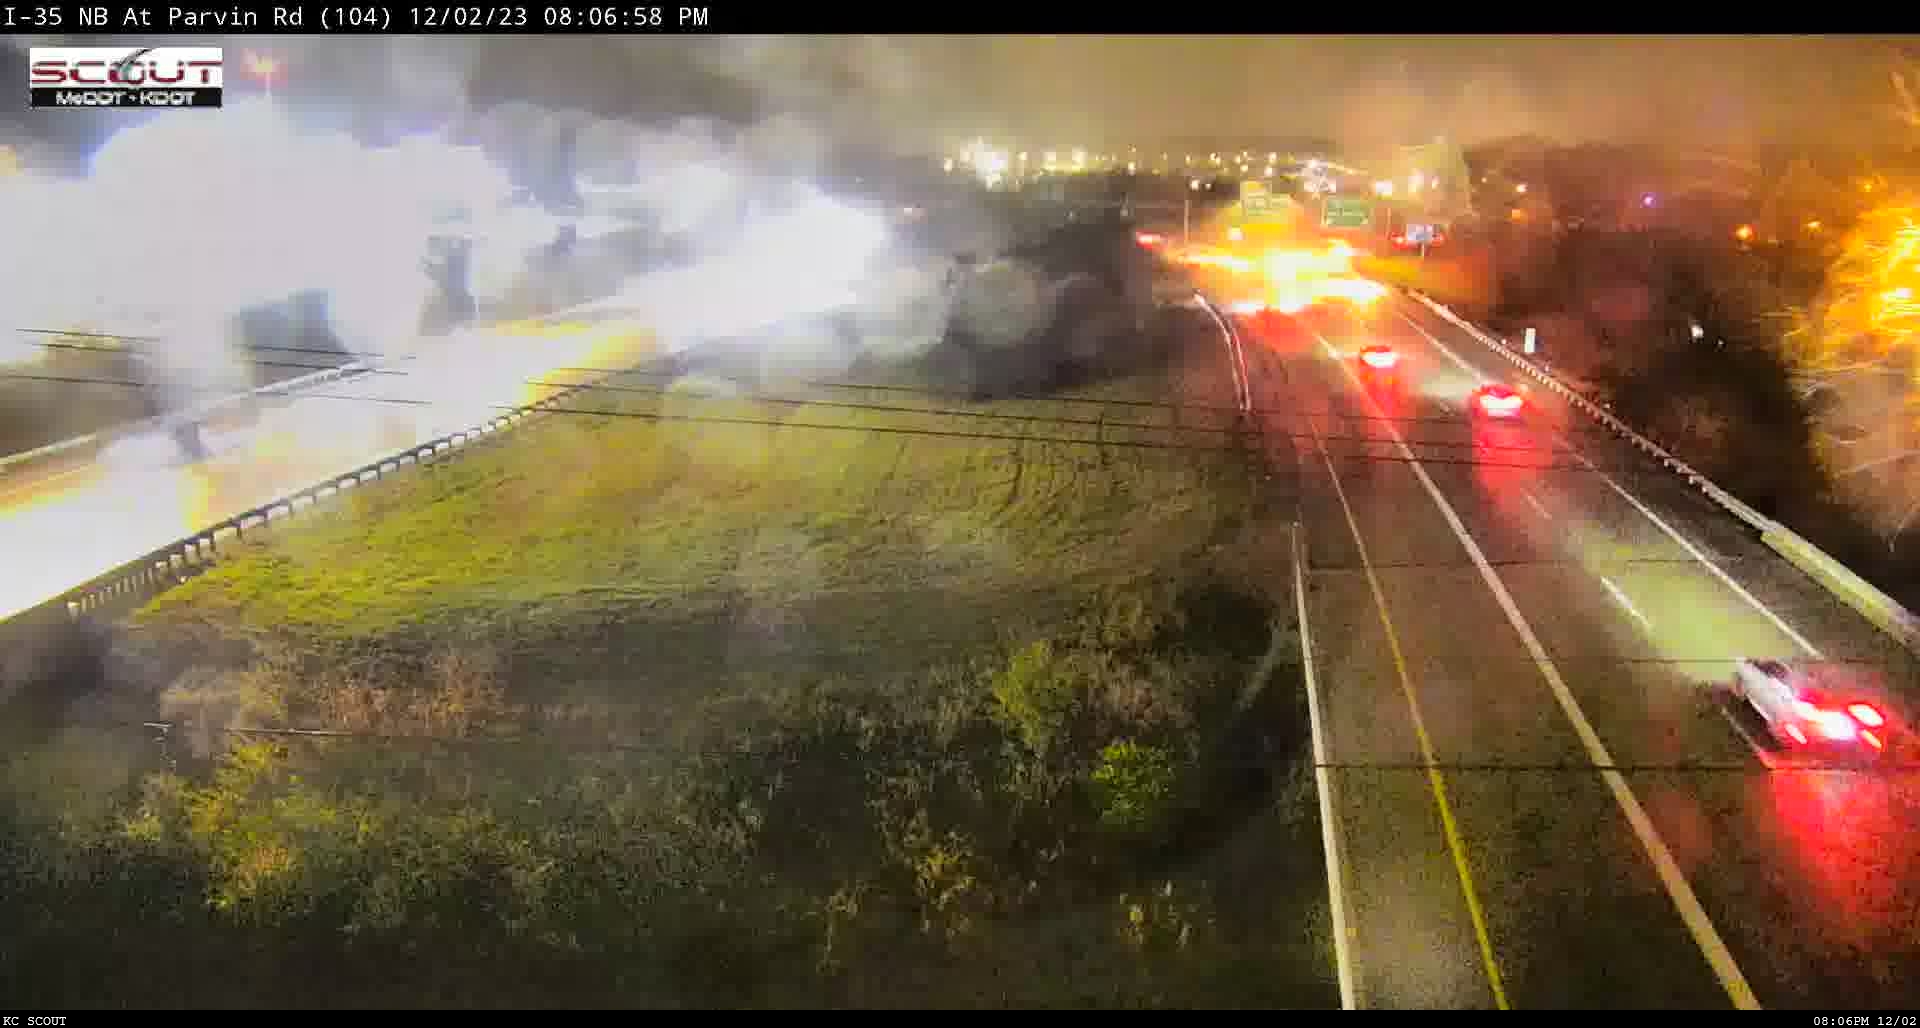 I-35 NB At Parvin Rd (104) 12/02/23 08:06:58 PM
SCOUT
MoDOT - KDOT
KC SCOUT
08:06PM 12/02